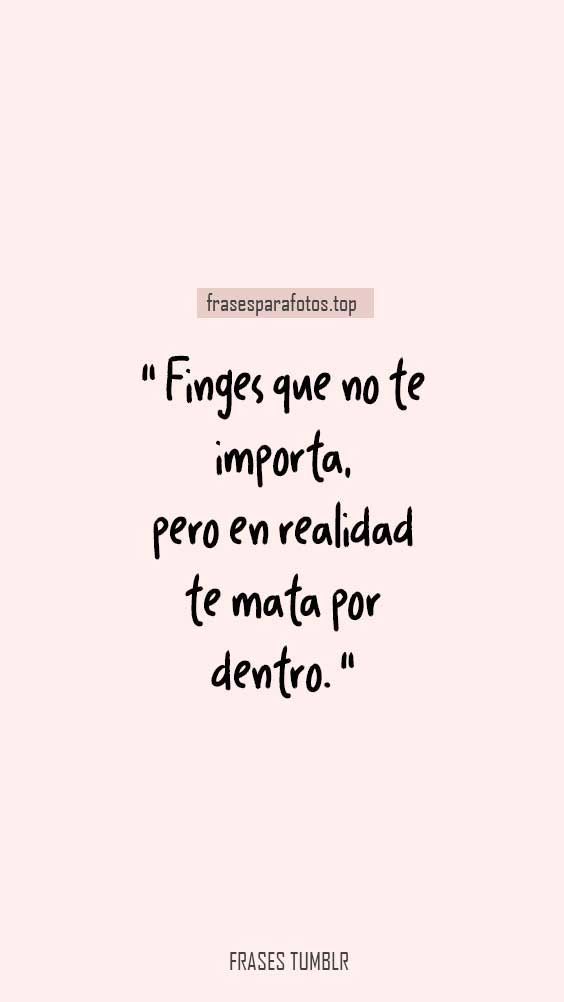 frasesparafotos.top
" Finges que no te
importa,
pero en realidad
te mata por
dentro. "
FRASES TUMBLR